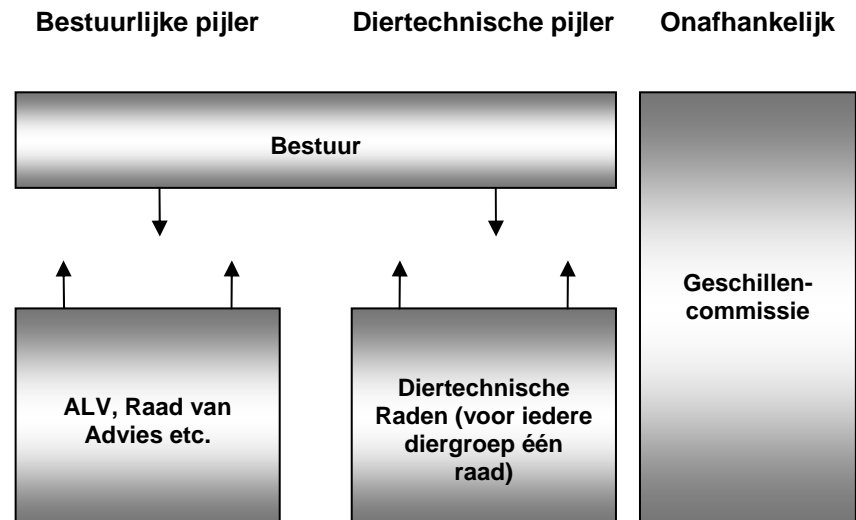 Bestuurlijke pijler
Diertechnische pijler
Onafhankelijk
Bestuur
Geschillen-
commissie
ALV, Raad van
Advies etc.
Diertechnische
Raden (voor iedere
diergroep één
raad)